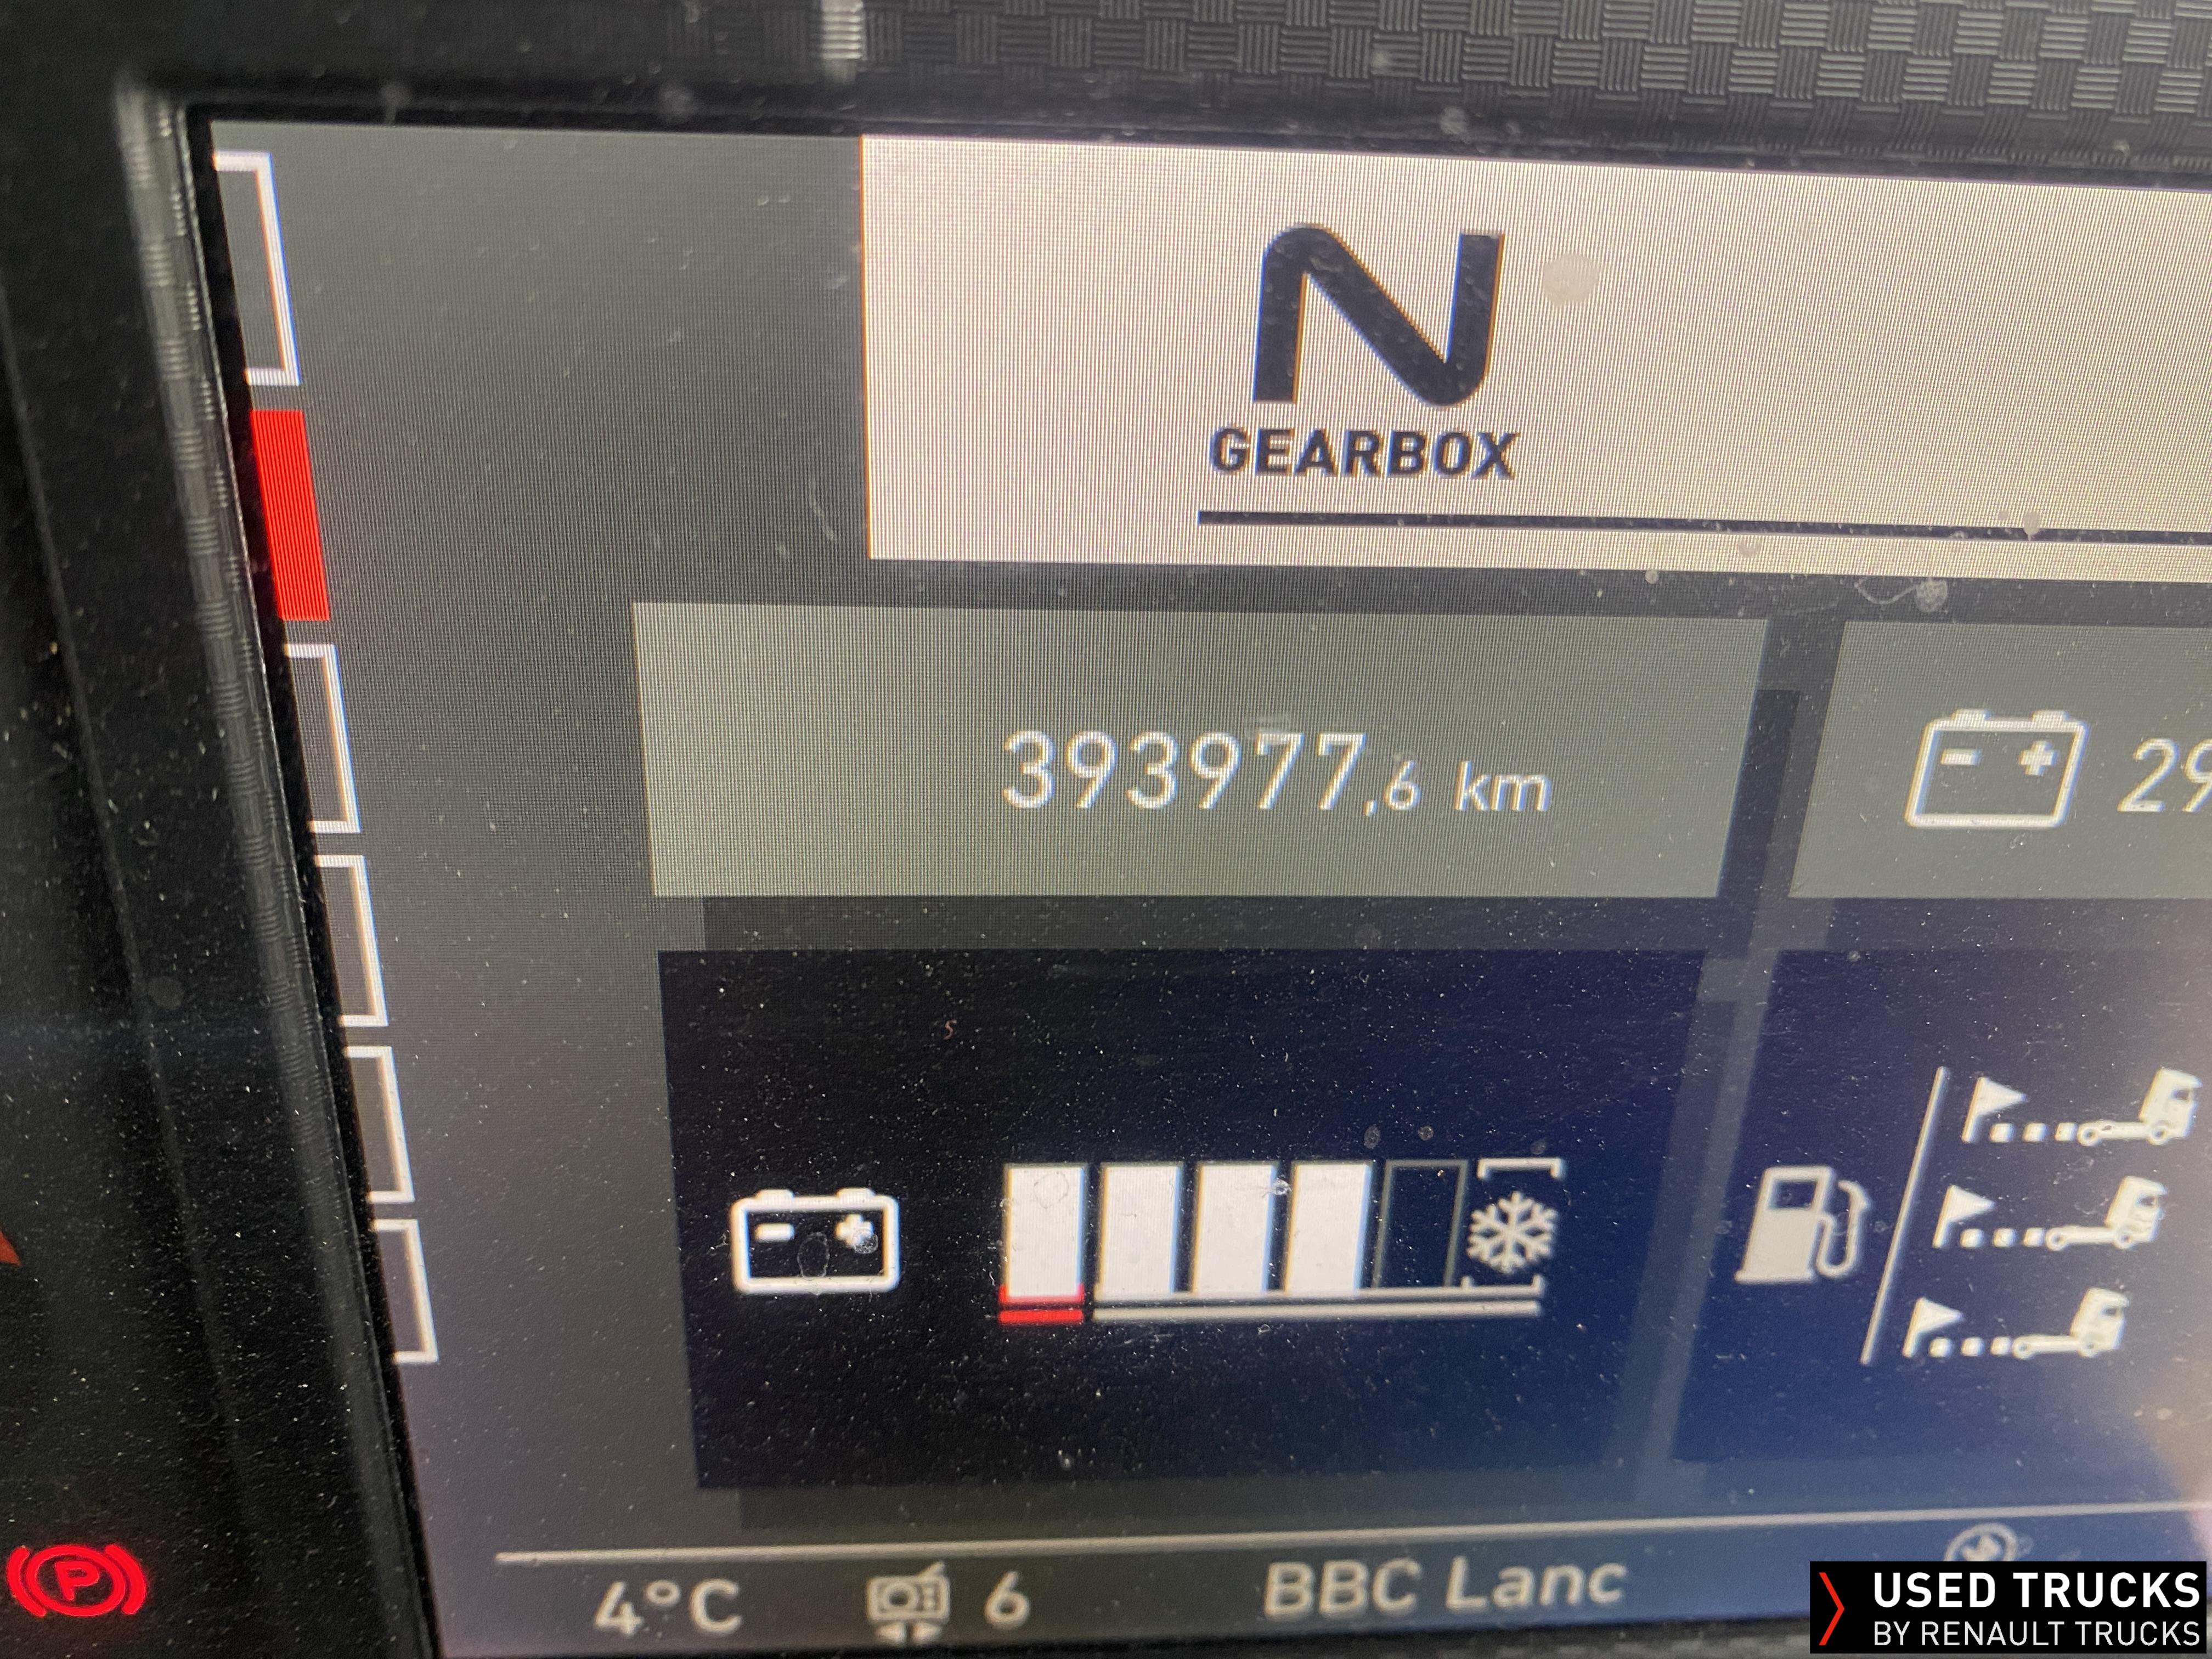 N
GEARBOX
393977,6 km
29
4°C 6 BBC Lanc
P
USED TRUCKS
BY RENAULT TRUCKS